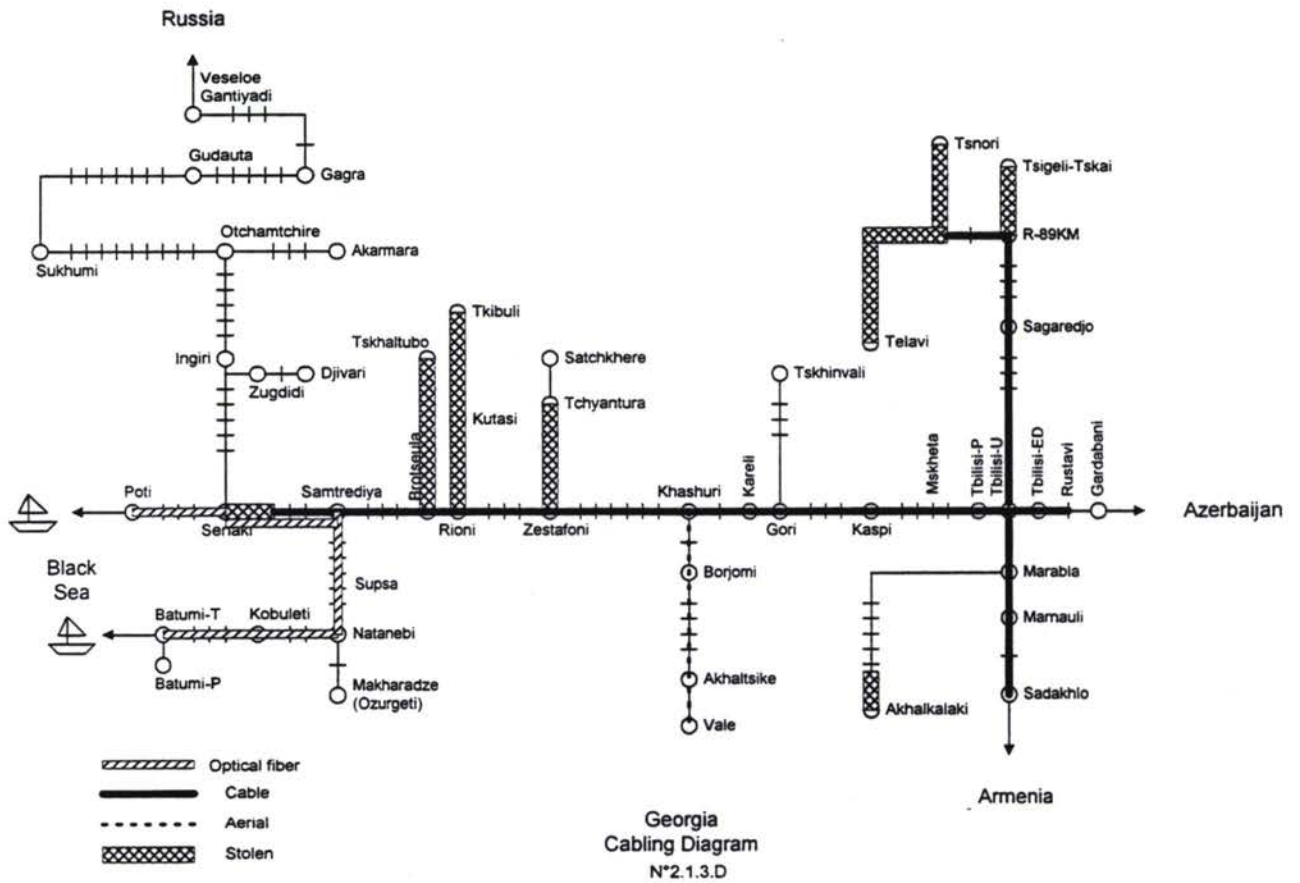 Russia
Veseloe
Gantiyadi
Gudauta
Gagra
Otchamtchire
Akarmara
Sukhumi
Tsnori
Tsigeli-Tskai
R-89KM
Tkibuli
Sagaredjo
Tskhaltubo
Satchkhere
Telavi
Ingiri
Djivari
Zugdidi
Tskhinvali
Tchyantura
Kutasi
Brotseula
Mskheta
Tbilisi-P
Tbilisi-U
Tbilisi-ED
Rustavi
Gardabani
Kareli
Poti
Samtrediya
Khashuri
Azerbaijan
Senaki
Rioni
Zestafoni
Gori
Kaspi
Black
Sea
Supsa
Borjomi
Marabla
Batumi-T
Kobuleti
Natanebi
Marnauli
Batumi-P
Makharadze
(Ozurgeti)
Akhaltsike
Sadakhlo
Vale
Akhalkalaki
Optical fiber
Cable
Aerial
Stolen
Armenia
Georgia
Cabling Diagram
N°2.1.3.D